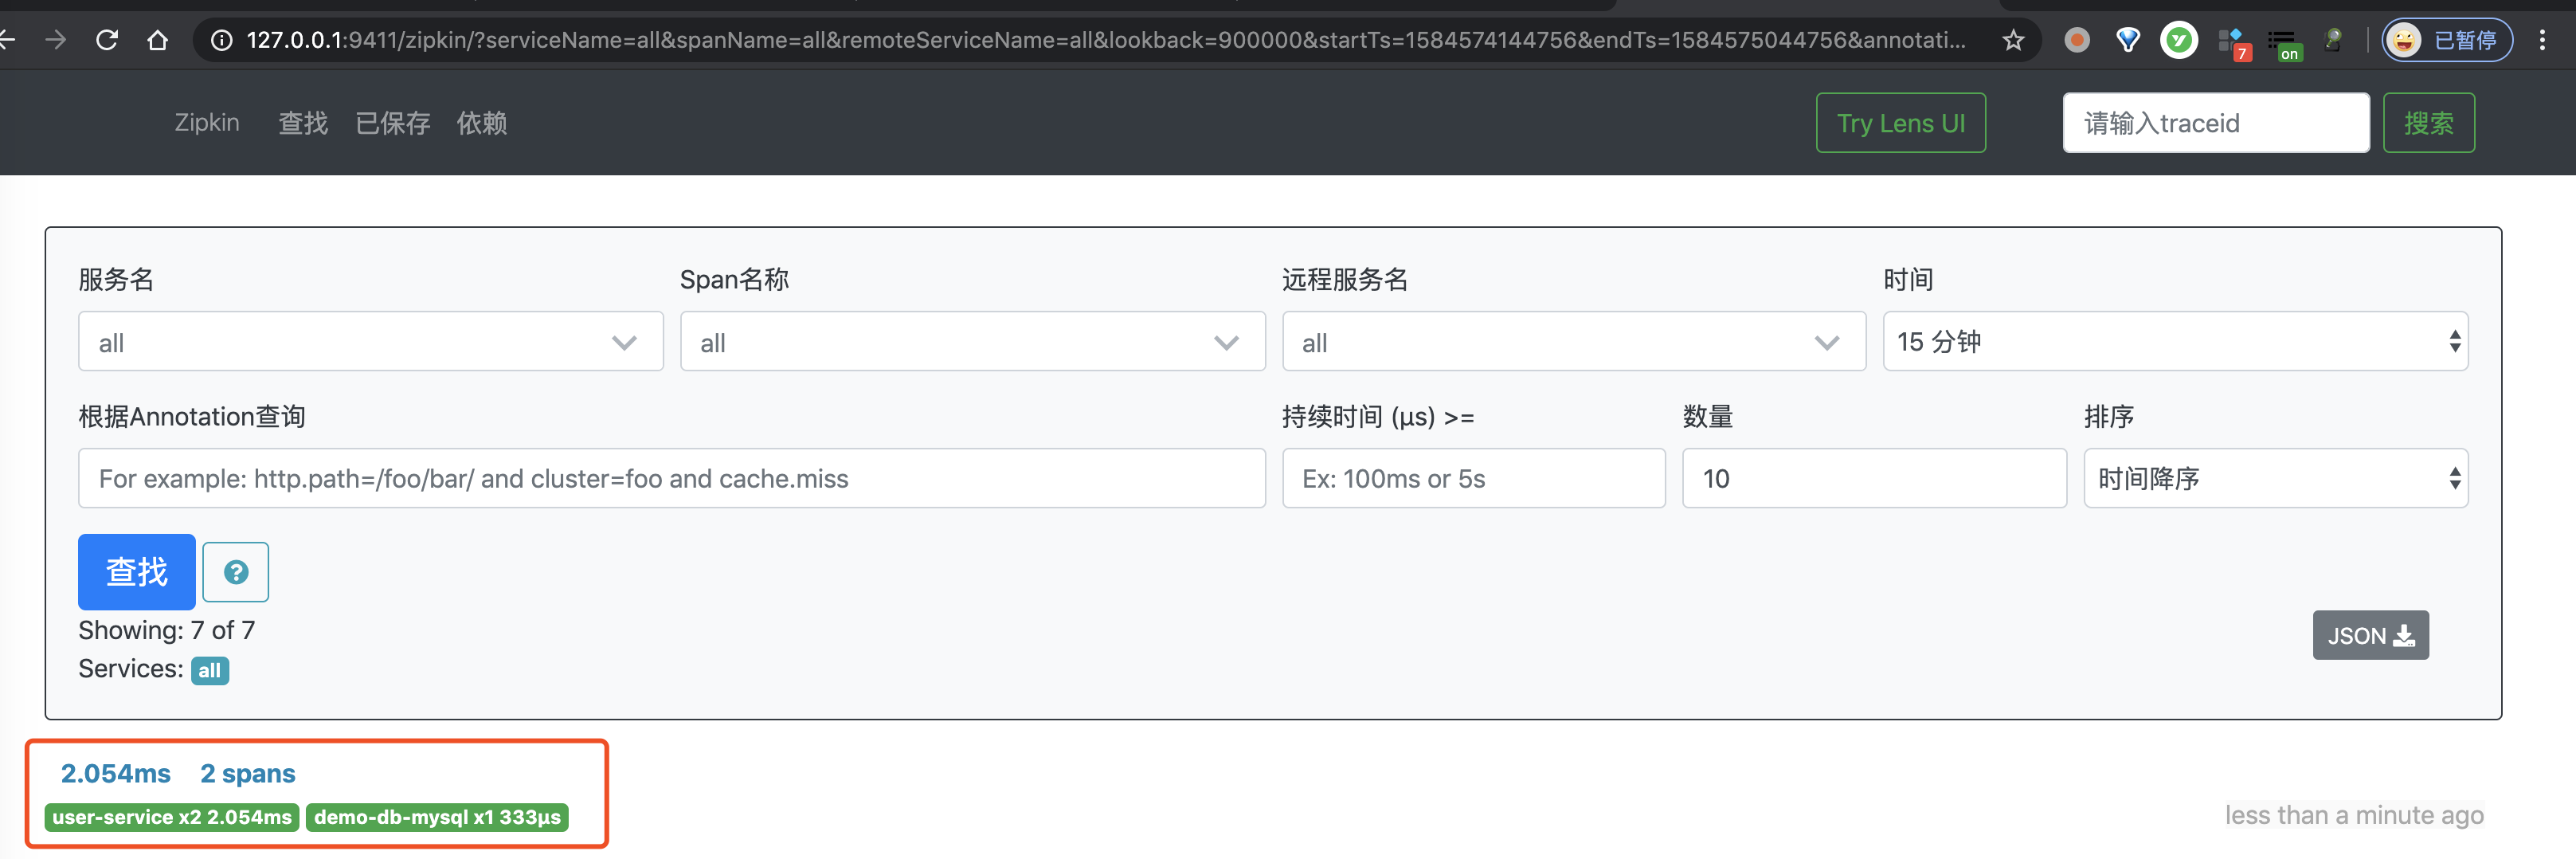 127.0.0.1:9411/zipkin/?serviceName=all&spanName=all&remoteServiceName=all&lookback=900000&startTs=1584574144756&endTs=1584575044756&annotati...
7
on
已暂停
Zipkin 查找 已保存 依赖
Try Lens UI
请输入traceid
搜索
服务名 Span名称 远程服务名 时间
all all all 15 分钟
根据Annotation查询 持续时间 (μs) >= 数量 排序
For example: http.path=/foo/bar/ and cluster=foo and cache.miss Ex: 100ms or 5s 10 时间降序
查找 ?
Showing: 7 of 7
JSON
Services: all
2.054ms 2 spans
user-service x2 2.054ms demo-db-mysql x1 333μs
less than a minute ago